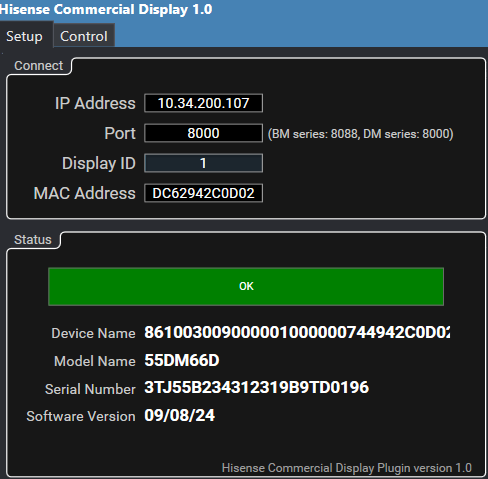 Hisense Commercial Display 1.0
Setup Control
Connect
IP Address 10.34.200.107
Port 8000 (BM series: 8088, DM series: 8000)
Display ID 1
MAC Address DC62942C0D02
Status
OK
Device Name 861003009000001000000744942C0D02
Model Name 55DM66D
Serial Number 3TJ55B234312319B9TD0196
Software Version 09/08/24
Hisense Commercial Display Plugin version 1.0